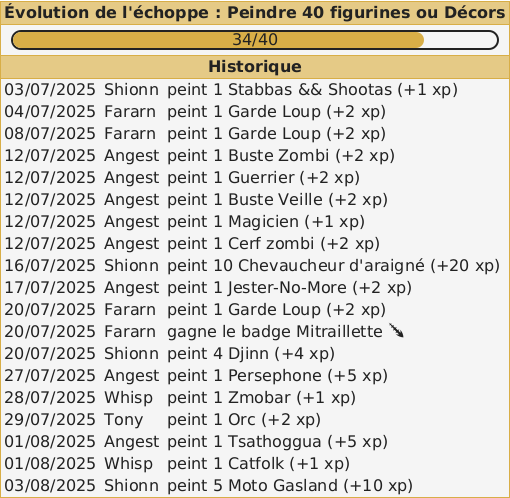 Évolution de l'échoppe : Peindre 40 figurines ou Décors
34/40
Historique
03/07/2025 Shionn peint 1 Stabbas && Shootas (+1 xp)
04/07/2025 Fararn peint 1 Garde Loup (+2 xp)
08/07/2025 Fararn peint 1 Garde Loup (+2 xp)
12/07/2025 Angest peint 1 Buste Zombi (+2 xp)
12/07/2025 Angest peint 1 Guerrier (+2 xp)
12/07/2025 Angest peint 1 Buste Veille (+2 xp)
12/07/2025 Angest peint 1 Magicien (+1 xp)
12/07/2025 Angest peint 1 Cerf zombi (+2 xp)
16/07/2025 Shionn peint 10 Chevaucheur d'araigné (+20 xp)
17/07/2025 Angest peint 1 Jester-No-More (+2 xp)
20/07/2025 Fararn peint 1 Garde Loup (+2 xp)
20/07/2025 Fararn gagne le badge Mitraillette
20/07/2025 Shionn peint 4 Djinn (+4 xp)
27/07/2025 Angest peint 1 Persephone (+5 xp)
28/07/2025 Whisp peint 1 Zmobar (+1 xp)
29/07/2025 Tony peint 1 Orc (+2 xp)
01/08/2025 Angest peint 1 Tsathoggua (+5 xp)
01/08/2025 Whisp peint 1 Catfolk (+1 xp)
03/08/2025 Shionn peint 5 Moto Gasland (+10 xp)